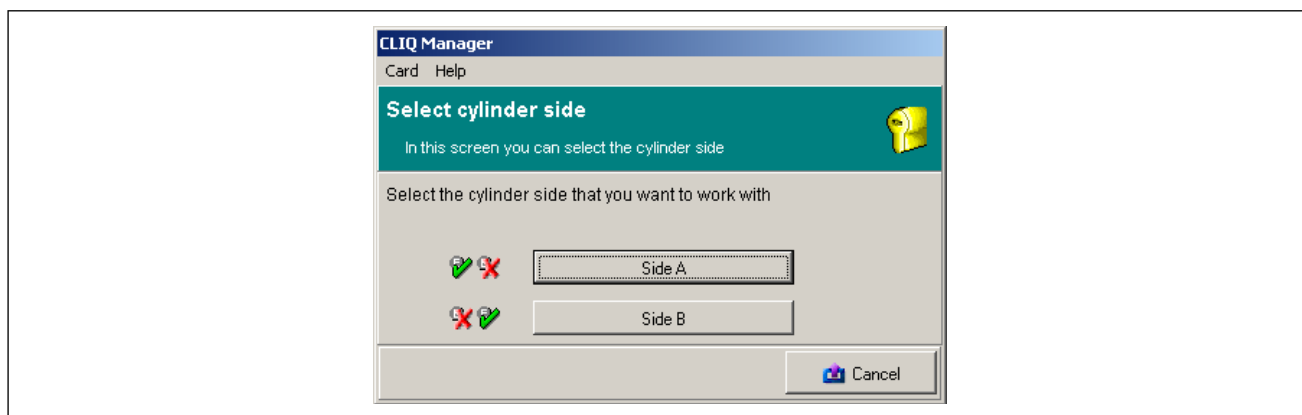 CLIQ Manager
Card Help
Select cylinder side
In this screen you can select the cylinder side
Select the cylinder side that you want to work with
Side A
Side B
Cancel